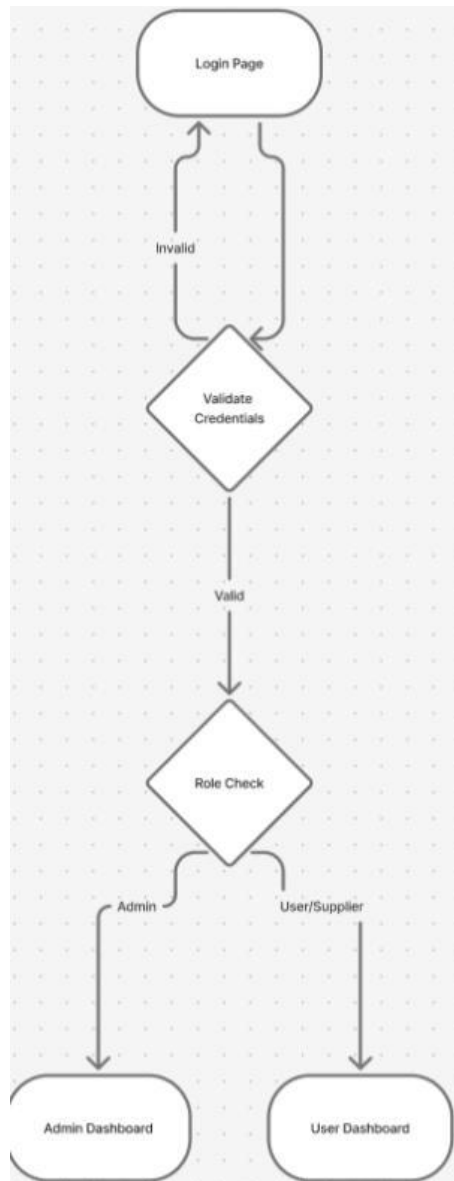 Login Page
Invalid
Validate
Credentials
Valid
Role Check
Admin
User/Supplier
Admin Dashboard
User Dashboard